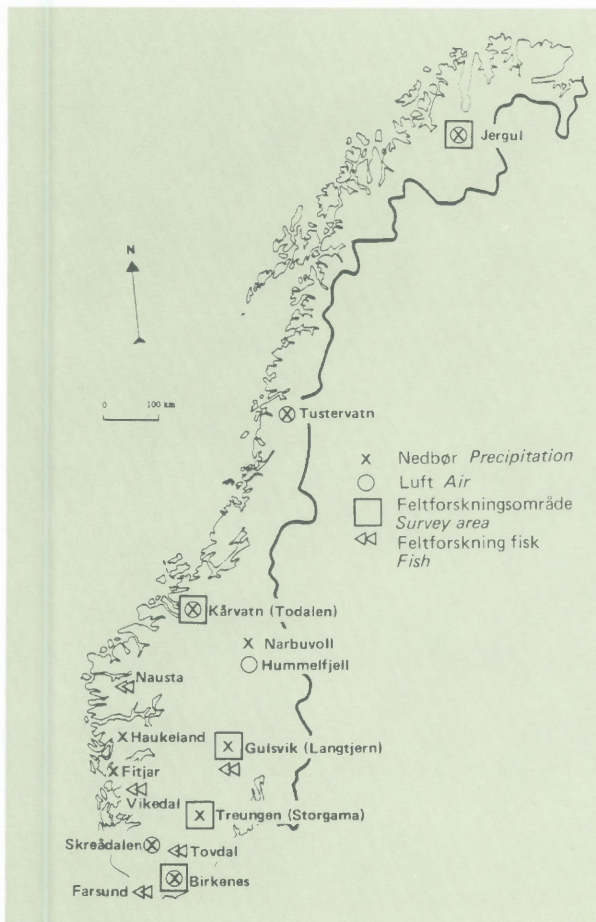 Jergul
N
0 100 km
Tustervatn
x Nedbør Precipitation
Luft Air
Feltforskningsområde
Survey area
Feltforskning fisk
Fish
Kårvatn (Todalen)
Narbuvoll
Hummelfjell
Nausta
Haukeland
Gulsvik (Langtjern)
Fitjar
Vikedal
Treungen (Storgama)
Skreådalen
Tovdal
Birkenes
Farsund